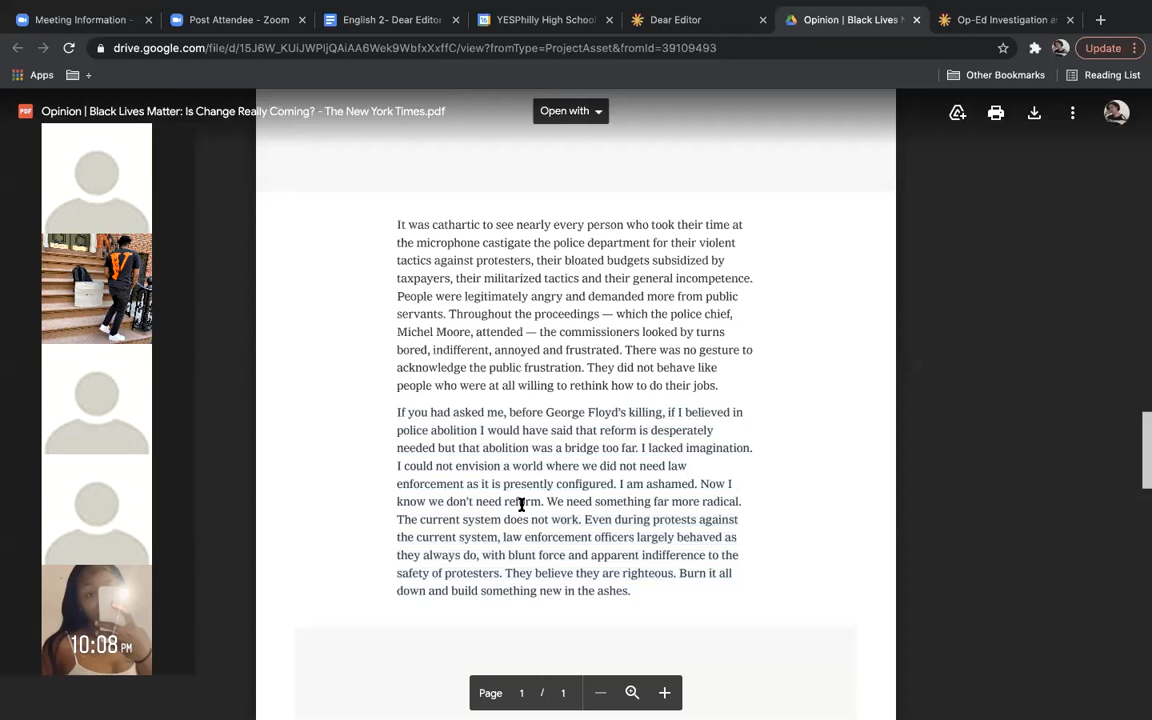 Meeting Information -
Post Attendee - Zoom
English 2- Dear Editor
YESPhilly High School
Dear Editor
Opinion | Black Lives M
Op-Ed Investigation a
drive.google.com/file/d/15J6W_KUiJWPIjQAiAA6Wek9WbfxXxffC/view?fromType=ProjectAsset&fromId=39109493
Update
Apps
+
Other Bookmarks
Reading List
PDF
Opinion | Black Lives Matter: Is Change Really Coming? - The New York Times.pdf
Open with
It was cathartic to see nearly every person who took their time at
the microphone castigate the police department for their violent
tactics against protesters, their bloated budgets subsidized by
taxpayers, their militarized tactics and their general incompetence.
People were legitimately angry and demanded more from public
servants. Throughout the proceedings — which the police chief,
Michel Moore, attended — the commissioners looked by turns
bored, indifferent, annoyed and frustrated. There was no gesture to
acknowledge the public frustration. They did not behave like
people who were at all willing to rethink how to do their jobs.
If you had asked me, before George Floyd's killing, if I believed in
police abolition I would have said that reform is desperately
needed but that abolition was a bridge too far. I lacked imagination.
I could not envision a world where we did not need law
enforcement as it is presently configured. I am ashamed. Now I
know we don't need reform. We need something far more radical.
The current system does not work. Even during protests against
the current system, law enforcement officers largely behaved as
they always do, with blunt force and apparent indifference to the
safety of protesters. They believe they are righteous. Burn it all
down and build something new in the ashes.
V
10:08 PM
Page 1 / 1